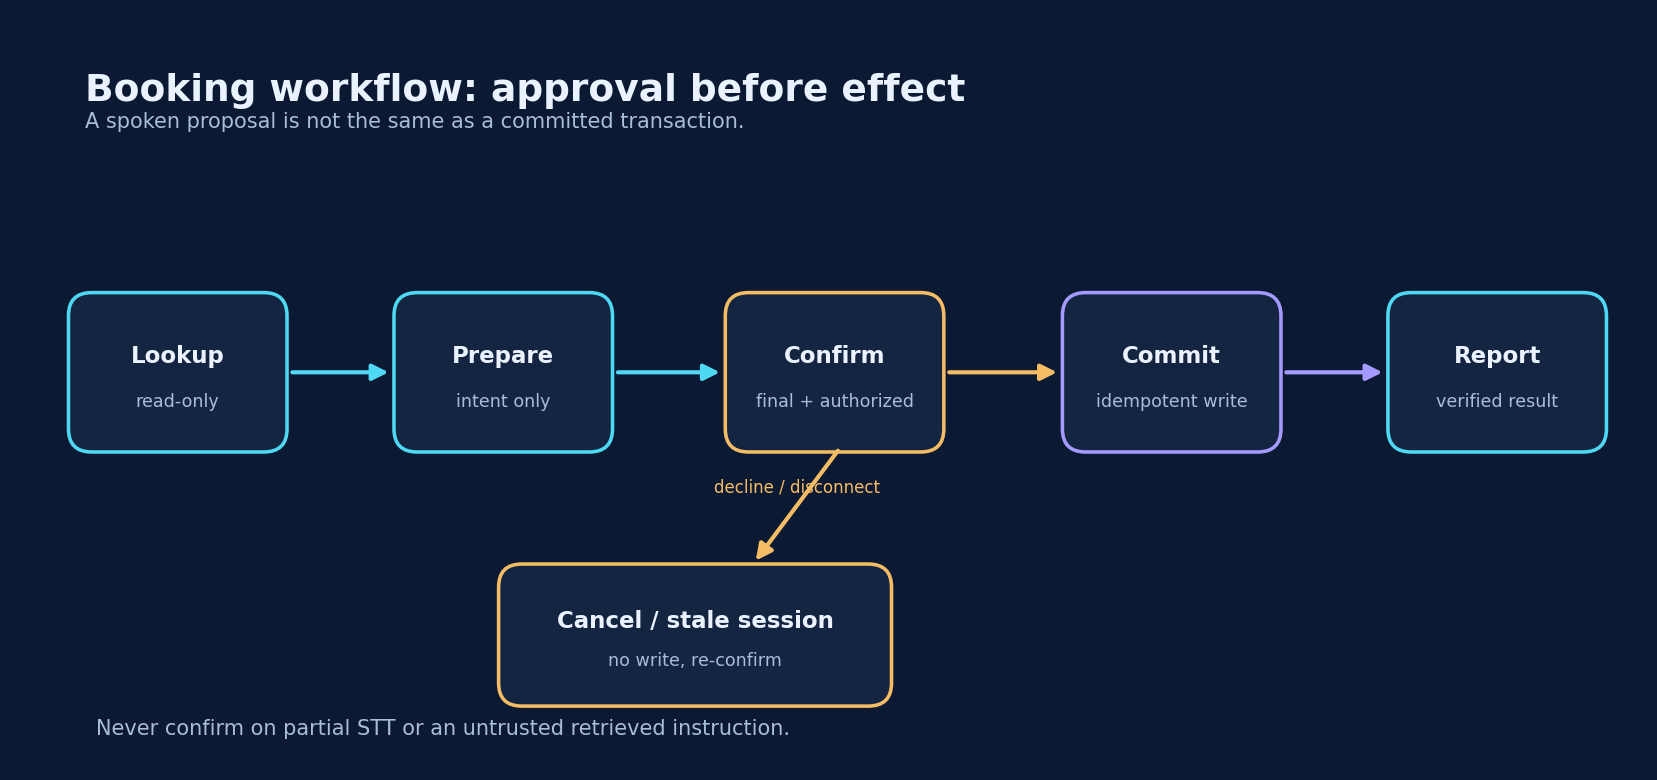 Booking workflow: approval before effect
A spoken proposal is not the same as a committed transaction.
Lookup
read-only
Prepare
intent only
Confirm
final + authorized
Commit
idempotent write
Report
verified result
decline / disconnect
Cancel / stale session
no write, re-confirm
Never confirm on partial STT or an untrusted retrieved instruction.